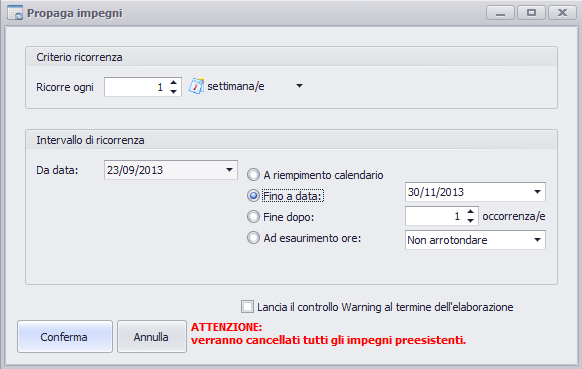 Propaga impegni
Criterio ricorrenza
Ricorre ogni 1 settimana/e
Intervallo di ricorrenza
Da data: 23/09/2013
A riempimento calendario
Fino a data: 30/11/2013
Fine dopo: 1 occorrenza/e
Ad esaurimento ore: Non arrotondare
Lancia il controllo Warning al termine dell'elaborazione
Conferma Annulla
ATTENZIONE:
verranno cancellati tutti gli impegni preesistenti.